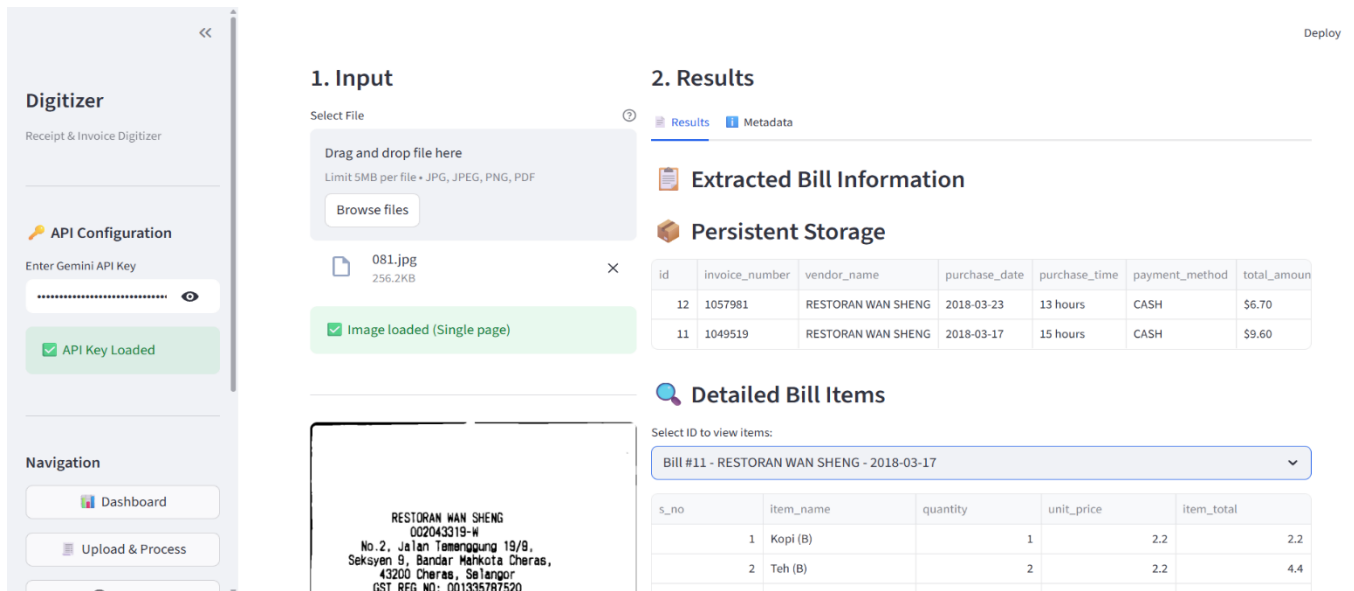 Deploy
Digitizer
Receipt & Invoice Digitizer
API Configuration
Enter Gemini API Key
API Key Loaded
Navigation
Dashboard
Upload & Process
1. Input
Select File
Drag and drop file here
Limit 5MB per file • JPG, JPEG, PNG, PDF
Browse files
081.jpg
256.2KB
Image loaded (Single page)
RESTORAN WAN SHENG
002043319-W
No.2, Jalan Temenggung 19/9,
Seksyen 9, Bandar Mahkota Cheras,
43200 Cheras, Selangor
GST REG NO: 001335787520
2. Results
Results Metadata
Extracted Bill Information
Persistent Storage
id invoice_number vendor_name purchase_date purchase_time payment_method total_amoun
12 1057981 RESTORAN WAN SHENG 2018-03-23 13 hours CASH $6.70
11 1049519 RESTORAN WAN SHENG 2018-03-17 15 hours CASH $9.60
Detailed Bill Items
Select ID to view items:
Bill #11 - RESTORAN WAN SHENG - 2018-03-17
s_no item_name quantity unit_price item_total
1 Kopi (B) 1 2.2 2.2
2 Teh (B) 2 2.2 4.4